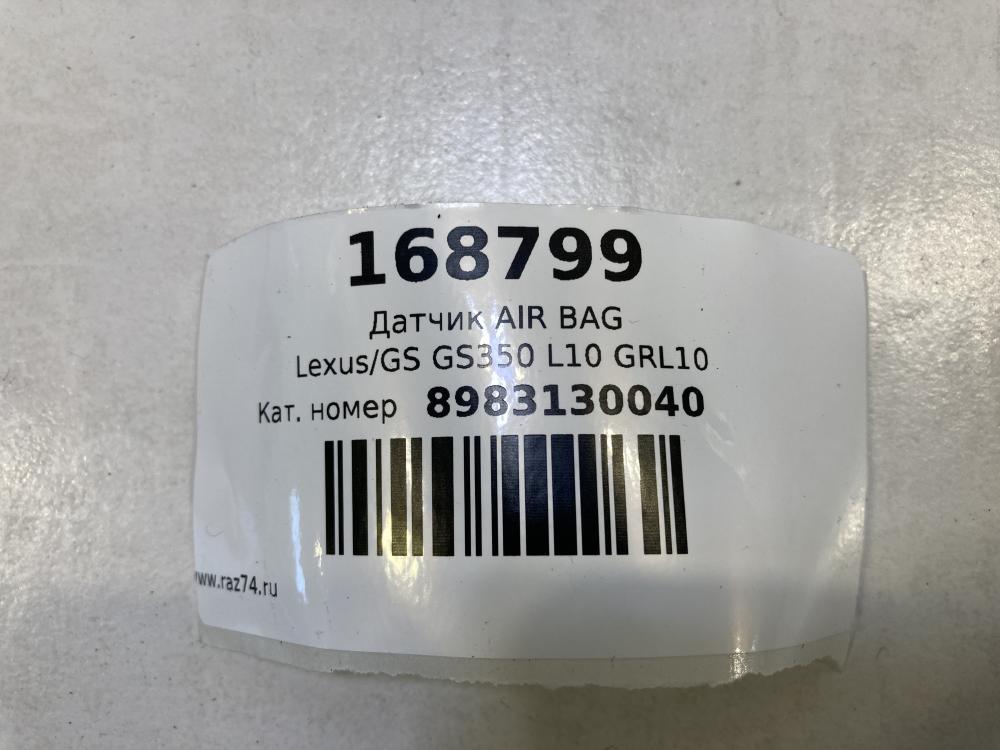 168799
Датчик AIR BAG
Lexus/GS GS350 L10 GRL10
Кат. номер 8983130040
www.raz74.ru